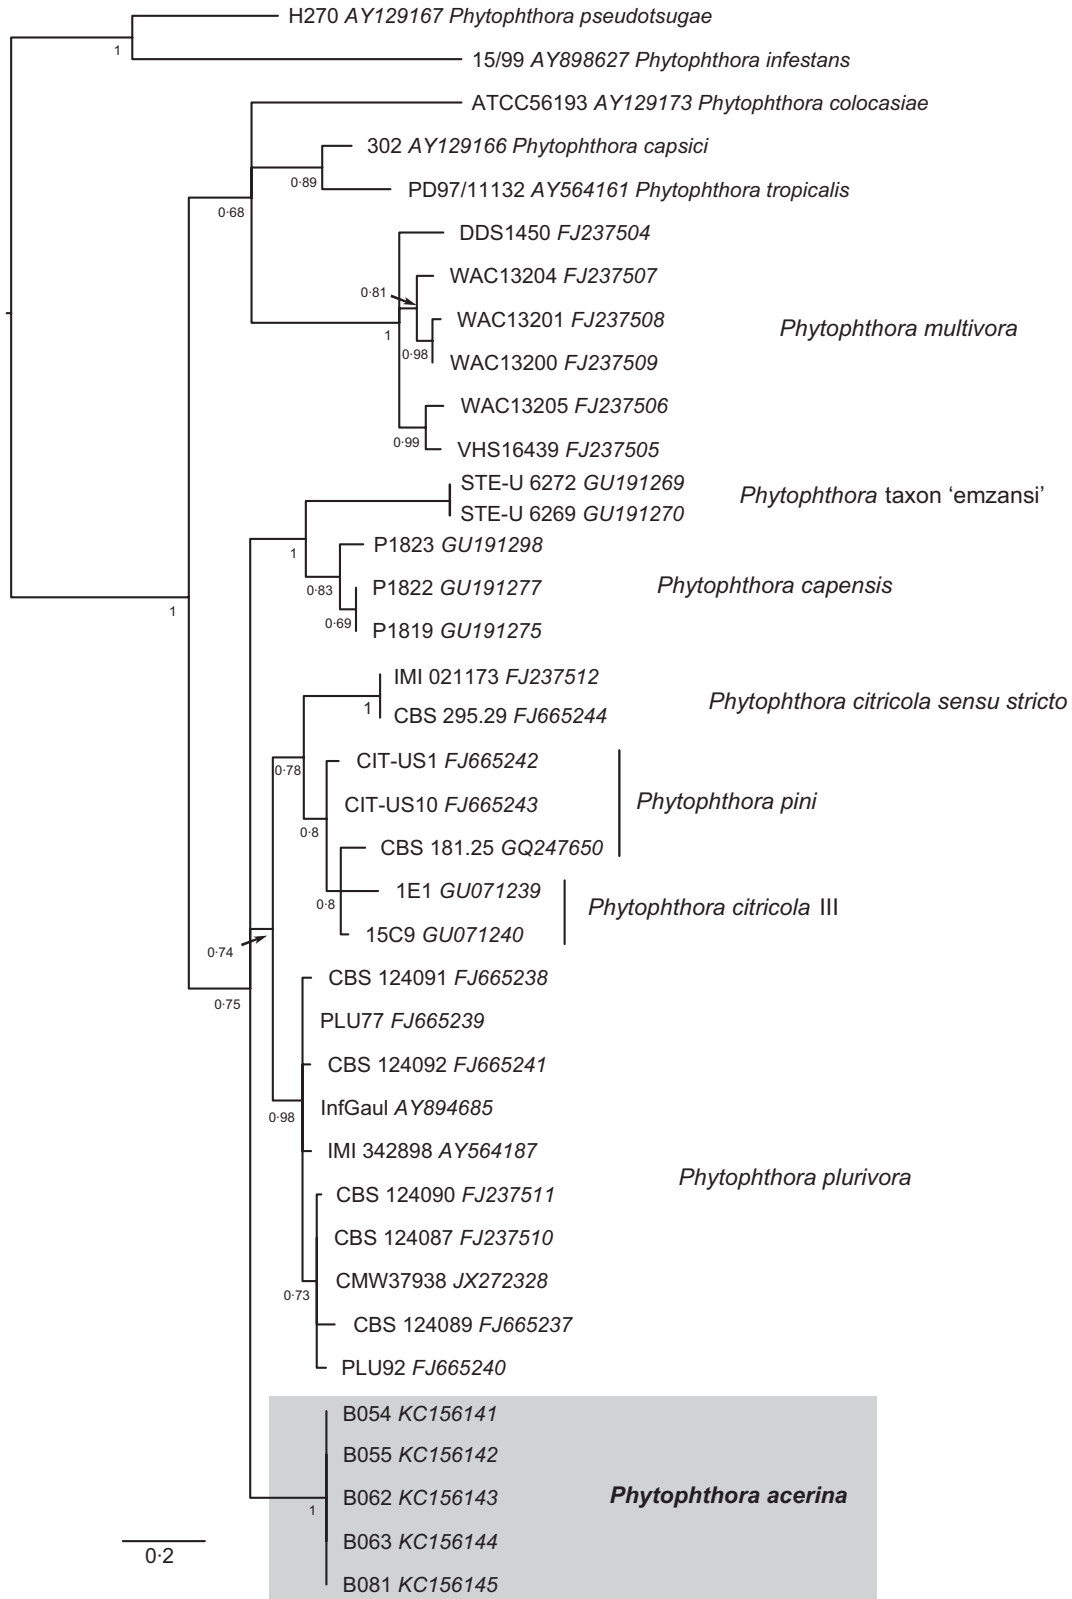 H270 AY129167 Phytophthora pseudotsugae
1
15/99 AY898627 Phytophthora infestans
ATCC56193 AY129173 Phytophthora colocasiae
302 AY129166 Phytophthora capsici
0·89
PD97/11132 AY564161 Phytophthora tropicalis
0·68
DDS1450 FJ237504
WAC13204 FJ237507
0·81
WAC13201 FJ237508
Phytophthora multivora
1
0·98
WAC13200 FJ237509
WAC13205 FJ237506
0·99
VHS16439 FJ237505
STE-U 6272 GU191269
Phytophthora taxon ‘emzansi’
STE-U 6269 GU191270
P1823 GU191298
1
P1822 GU191277
Phytophthora capensis
0·83
1
0·69
P1819 GU191275
IMI 021173 FJ237512
Phytophthora citricola sensu stricto
1
CBS 295.29 FJ665244
CIT-US1 FJ665242
0·78
CIT-US10 FJ665243
Phytophthora pini
0·8
CBS 181.25 GQ247650
1E1 GU071239
0·8
Phytophthora citricola III
15C9 GU071240
0·74
CBS 124091 FJ665238
0·75
PLU77 FJ665239
CBS 124092 FJ665241
InfGaul AY894685
0·98
IMI 342898 AY564187
Phytophthora plurivora
CBS 124090 FJ237511
CBS 124087 FJ237510
CMW37938 JX272328
0·73
CBS 124089 FJ665237
PLU92 FJ665240
B054 KC156141
B055 KC156142
B062 KC156143
Phytophthora acerina
1
B063 KC156144
0·2
B081 KC156145